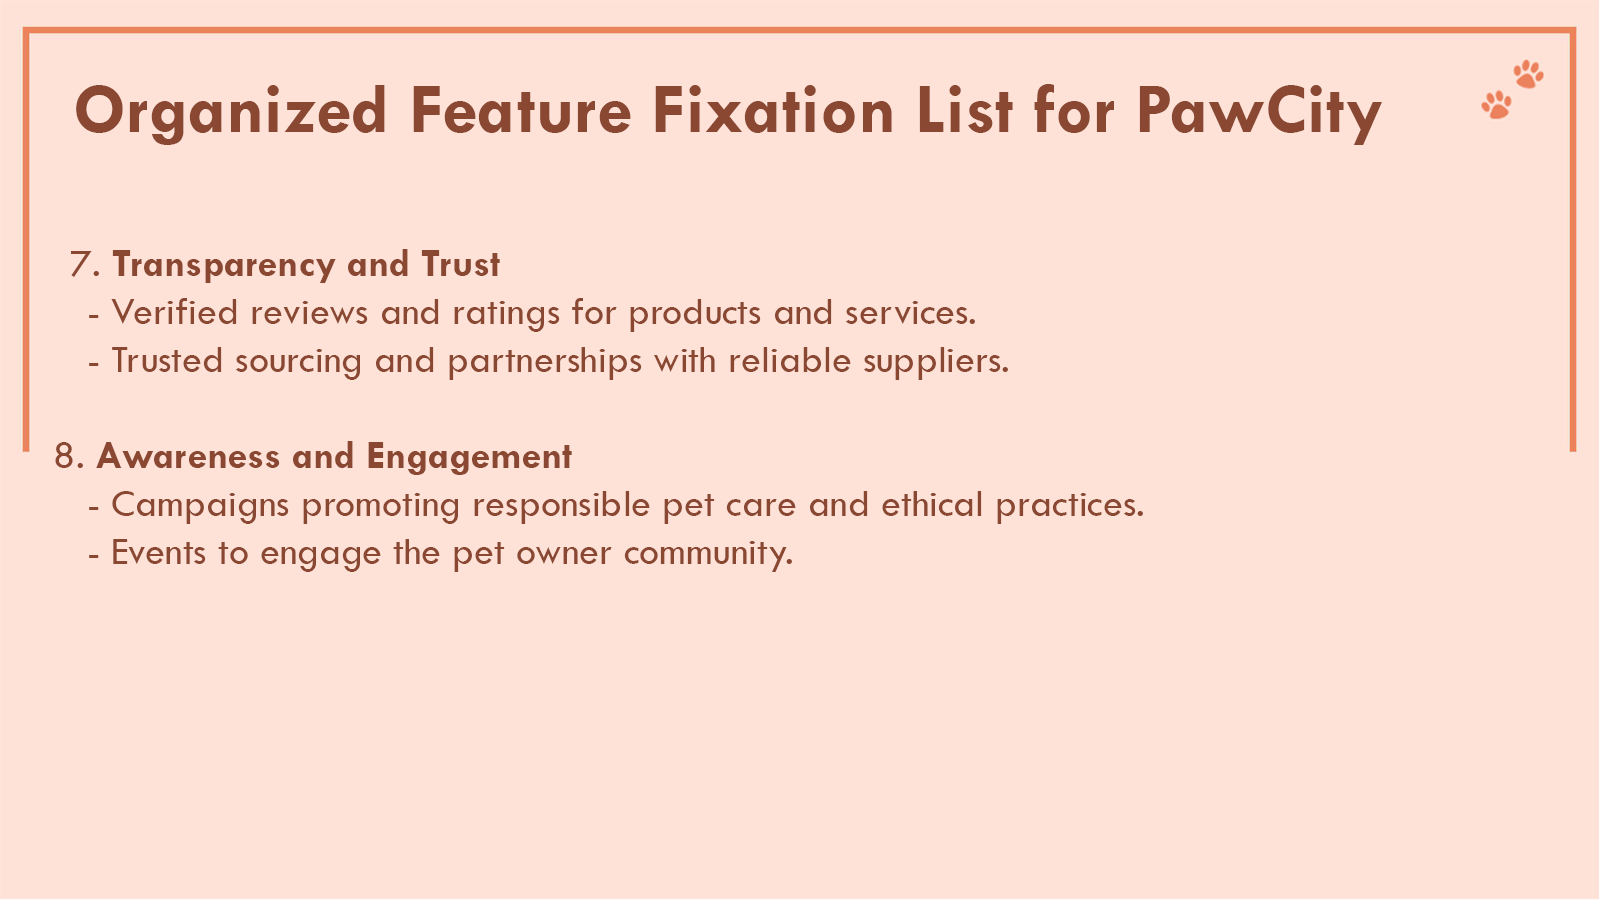 Organized Feature Fixation List for PawCity
7. Transparency and Trust
- Verified reviews and ratings for products and services.
- Trusted sourcing and partnerships with reliable suppliers.
8. Awareness and Engagement
- Campaigns promoting responsible pet care and ethical practices.
- Events to engage the pet owner community.